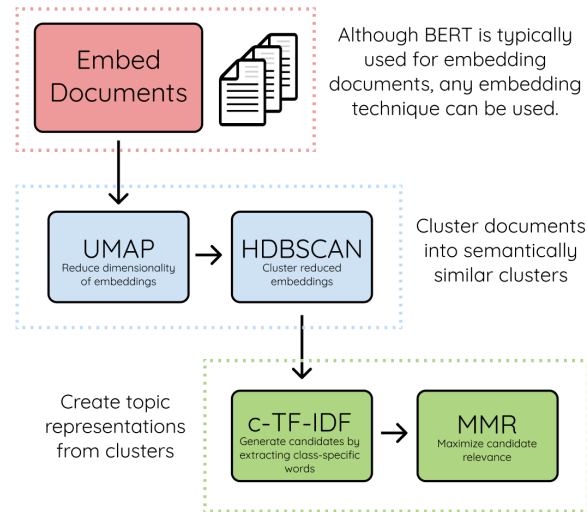 Embed
Documents
Although BERT is typically
used for embedding
documents, any embedding
technique can be used.
UMAP
Reduce dimensionality
of embeddings
HDBSCAN
Cluster reduced
embeddings
Cluster documents
into semantically
similar clusters
Create topic
representations
from clusters
c-TF-IDF
Generate candidates by
extracting class-specific
words
MMR
Maximize candidate
relevance